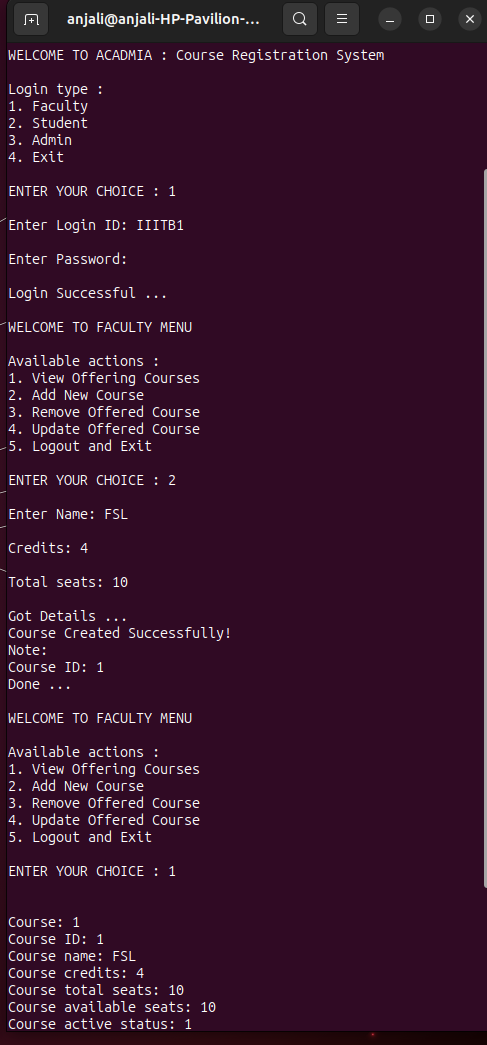 anjali@anjali-HP-Pavilion-...
WELCOME TO ACADMIA : Course Registration System
Login type :
1. Faculty
2. Student
3. Admin
4. Exit
ENTER YOUR CHOICE : 1
Enter Login ID: IIITB1
Enter Password:
Login Successful ...
WELCOME TO FACULTY MENU
Available actions :
1. View Offering Courses
2. Add New Course
3. Remove Offered Course
4. Update Offered Course
5. Logout and Exit
ENTER YOUR CHOICE : 2
Enter Name: FSL
Credits: 4
Total seats: 10
Got Details ...
Course Created Successfully!
Note:
Course ID: 1
Done ...
WELCOME TO FACULTY MENU
Available actions :
1. View Offering Courses
2. Add New Course
3. Remove Offered Course
4. Update Offered Course
5. Logout and Exit
ENTER YOUR CHOICE : 1
Course: 1
Course ID: 1
Course name: FSL
Course credits: 4
Course total seats: 10
Course available seats: 10
Course active status: 1